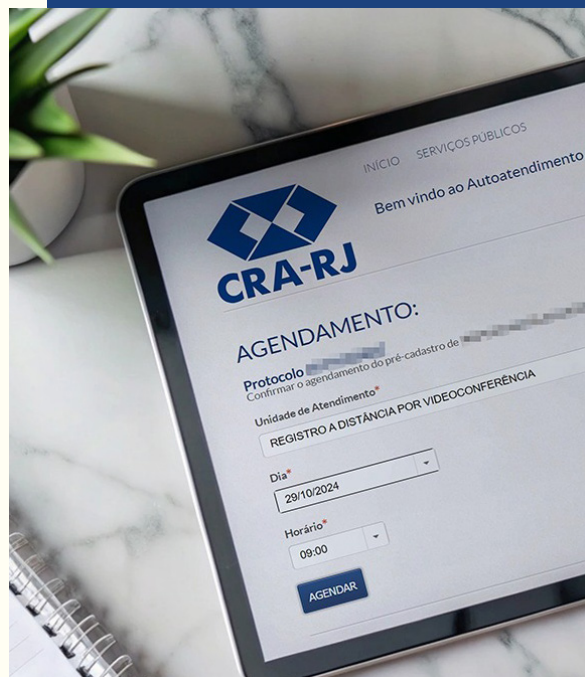 INÍCIO SERVIÇOS PÚBLICOS
Bem vindo ao Autoatendimento
CRA-RJ
AGENDAMENTO:
Protocolo
Confirmar o agendamento do pré-cadastro de
Unidade de Atendimento*
REGISTRO A DISTÂNCIA POR VIDEOCONFERÊNCIA
Dia*
29/10/2024
Horário*
09:00
AGENDAR